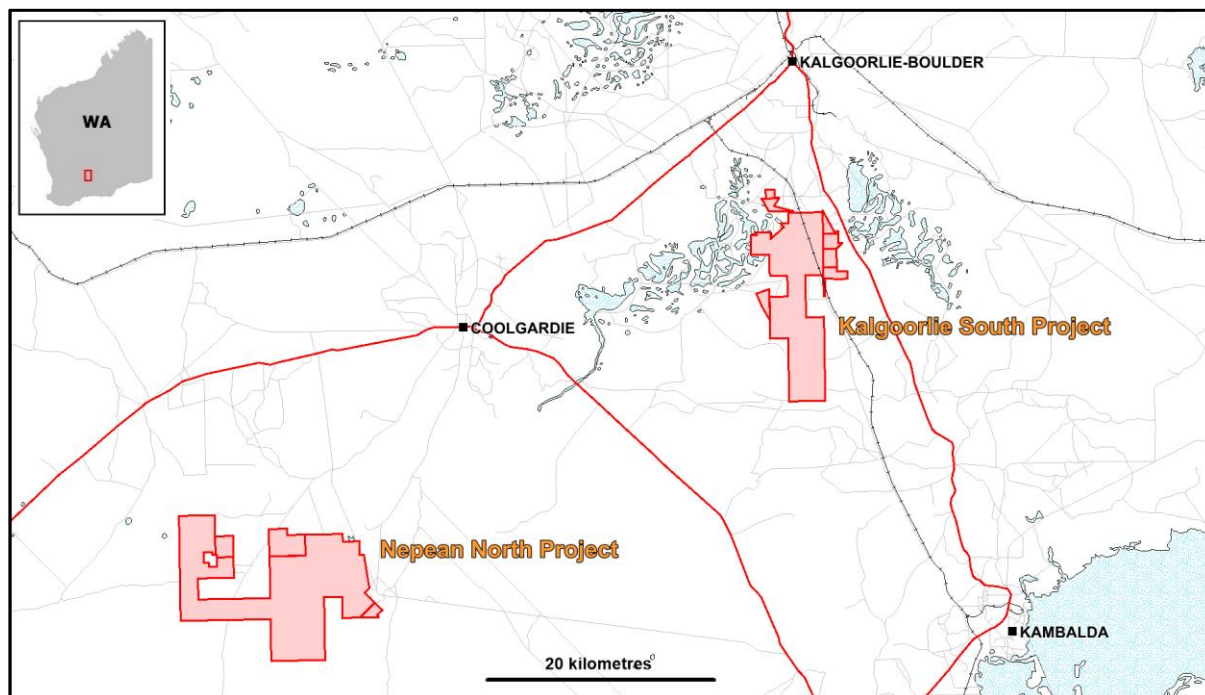 WA
KALGOORLIE-BOULDER
COOLGARDIE
Kalgoorlie South Project
Nepean North Project
KAMBALDA
20 kilometres